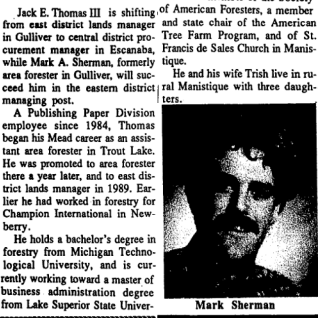 Jack E. Thomas III is shifting
from east district lands manager
in Gulliver to central district pro-
curement manager in Escanaba,
while Mark A. Sherman, formerly
area forester in Gulliver, will suc-
ceed him in the eastern district
managing post.
A Publishing Paper Division
employee since 1984, Thomas
began his Mead career as an assis-
tant area forester in Trout Lake.
He was promoted to area forester
there a year later, and to east dis-
trict lands manager in 1989. Ear-
lier he had worked in forestry for
Champion International in New-
berry.
He holds a bachelor's degree in
forestry from Michigan Techno-
logical University, and is cur-
rently working toward a master of
business administration degree
from Lake Superior State Univer-
of American Foresters, a member
and state chair of the American
Tree Farm Program, and of St.
Francis de Sales Church in Manis-
tique.
He and his wife Trish live in ru-
ral Manistique with three daugh-
ters.
Mark Sherman